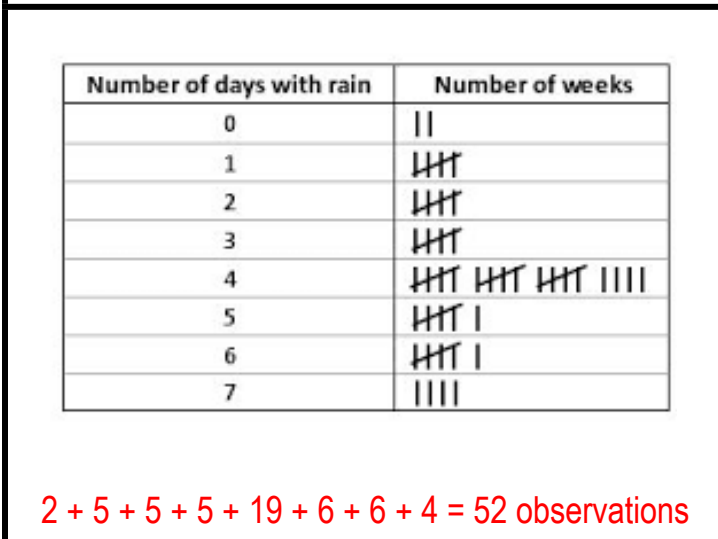 Number of days with rain Number of weeks
0 ||
1 𝍸
2 𝍸
3 𝍸
4 𝍸 𝍸 𝍸 ||||
5 𝍸 |
6 𝍸 |
7 ||||
2 + 5 + 5 + 5 + 19 + 6 + 6 + 4 = 52 observations